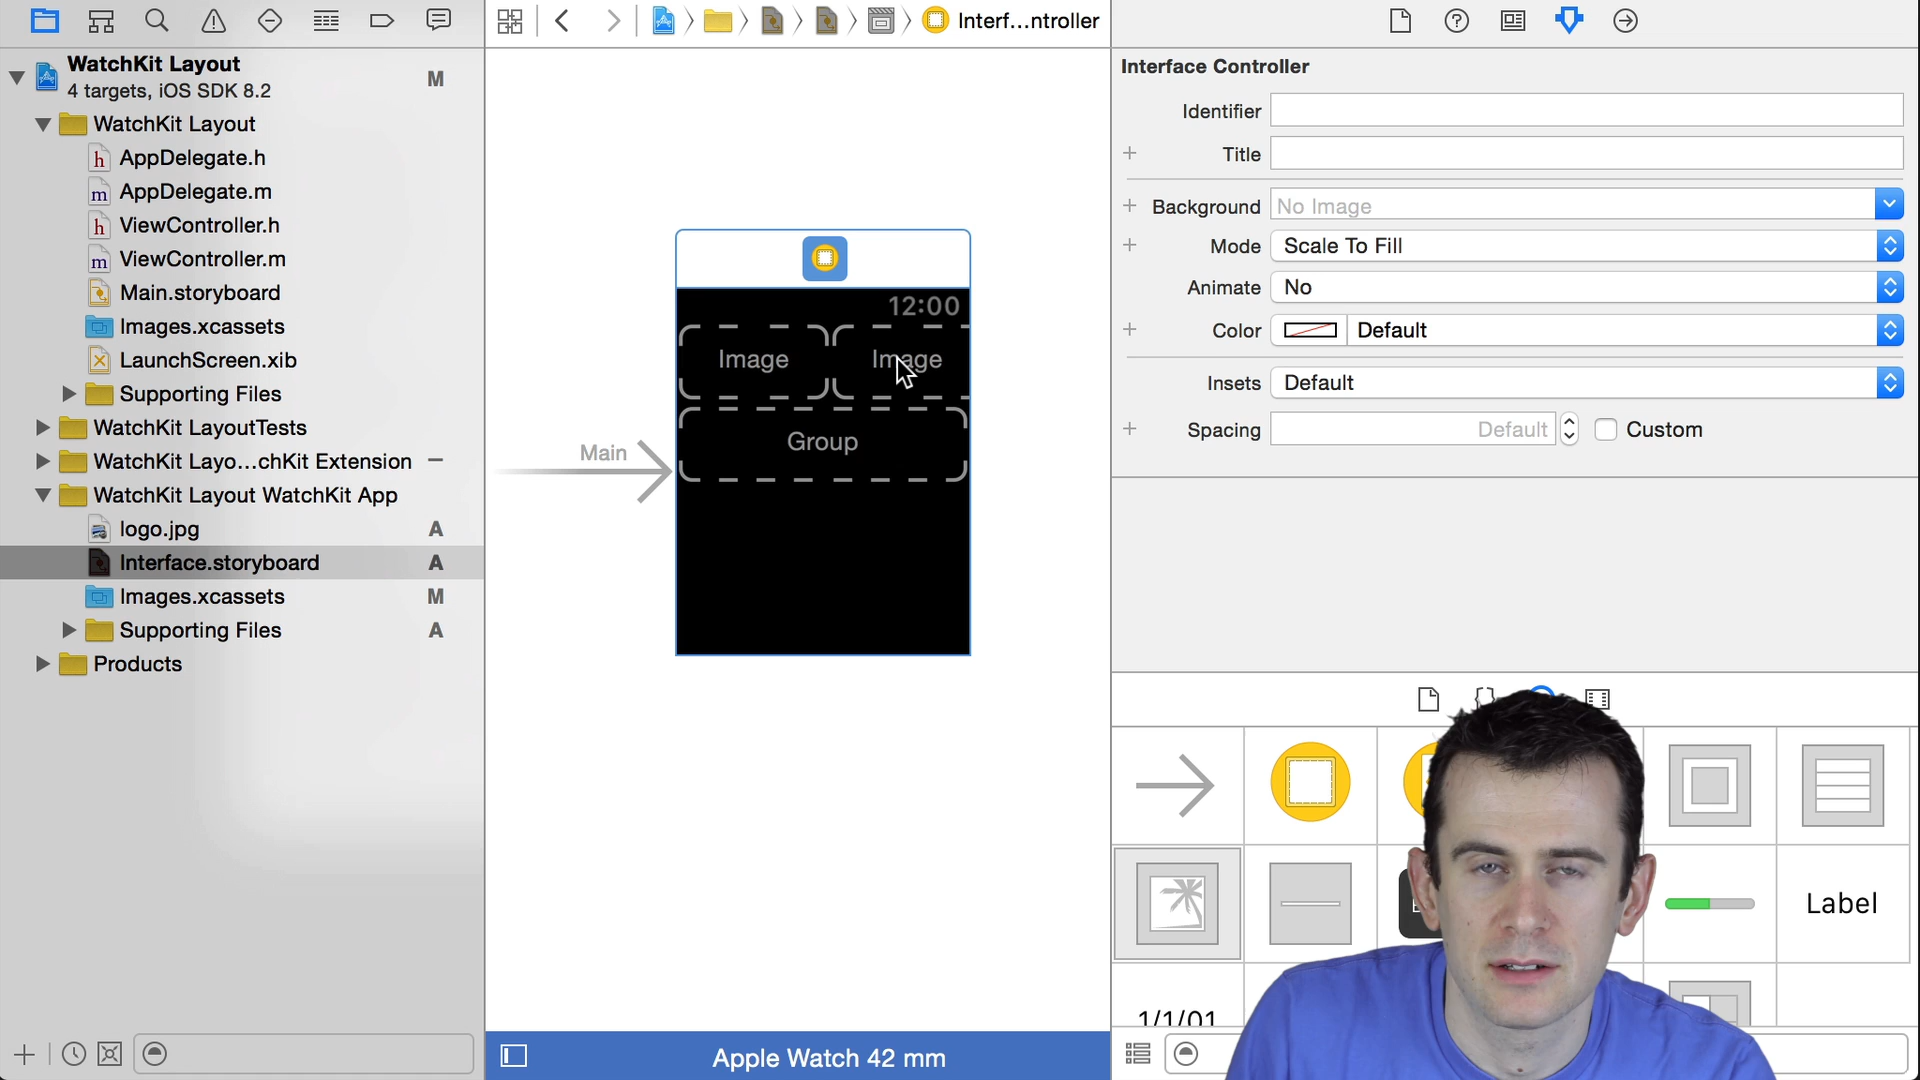 WatchKit Layout
4 targets, iOS SDK 8.2
M
WatchKit Layout
AppDelegate.h
AppDelegate.m
ViewController.h
ViewController.m
Main.storyboard
Images.xcassets
LaunchScreen.xib
Supporting Files
WatchKit LayoutTests
WatchKit Layo...chKit Extension
WatchKit Layout WatchKit App
logo.jpg A
Interface.storyboard A
Images.xcassets M
Supporting Files A
Products
Interf...ntroller
12:00
Image Image
Group
Main
Apple Watch 42 mm
Interface Controller
Identifier
Title
Background No Image
Mode Scale To Fill
Animate No
Color Default
Insets Default
Spacing Default Custom
Label
1/1/01